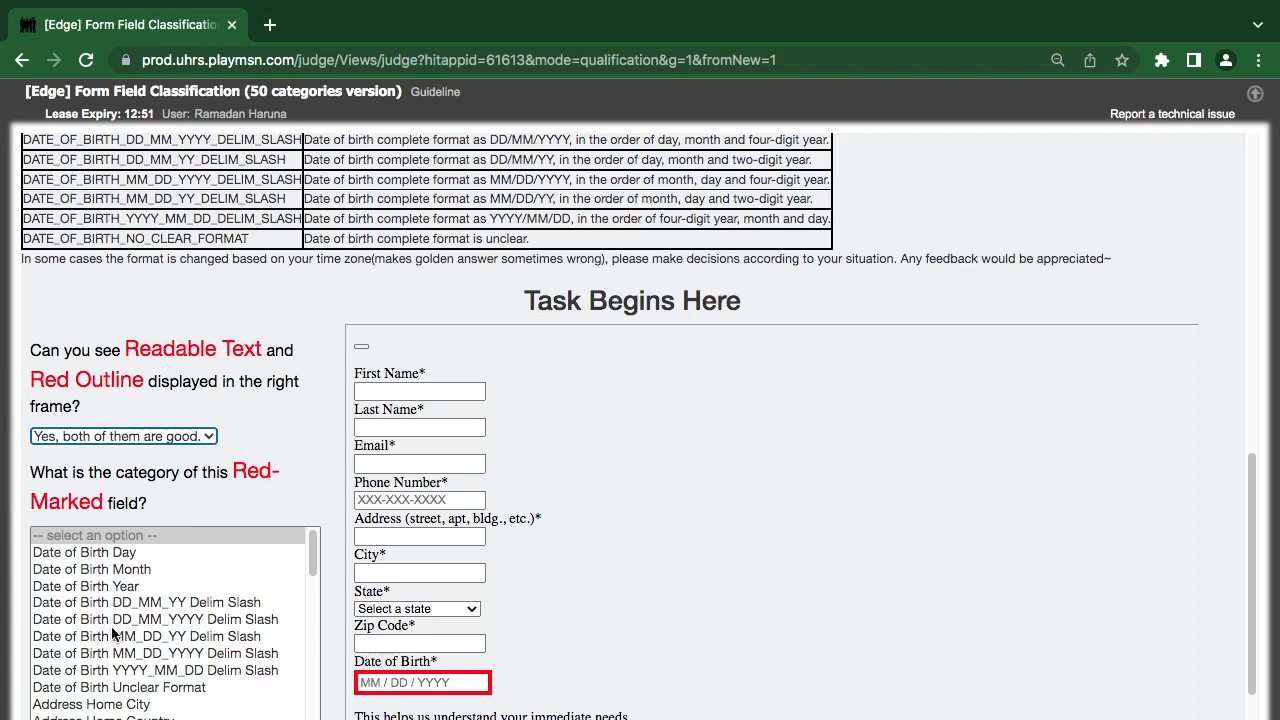 [Edge] Form Field Classificatio
prod.uhrs.playmsn.com/judge/Views/judge?hitappid=61613&mode=qualification&g=1&fromNew=1
[Edge] Form Field Classification (50 categories version) Guideline
Lease Expiry: 12:51 User: Ramadan Haruna
Report a technical issue
DATE_OF_BIRTH_DD_MM_YYYY_DELIM_SLASH Date of birth complete format as DD/MM/YYYY, in the order of day, month and four-digit year.
DATE_OF_BIRTH_DD_MM_YY_DELIM_SLASH Date of birth complete format as DD/MM/YY, in the order of day, month and two-digit year.
DATE_OF_BIRTH_MM_DD_YYYY_DELIM_SLASH Date of birth complete format as MM/DD/YYYY, in the order of month, day and four-digit year.
DATE_OF_BIRTH_MM_DD_YY_DELIM_SLASH Date of birth complete format as MM/DD/YY, in the order of month, day and two-digit year.
DATE_OF_BIRTH_YYYY_MM_DD_DELIM_SLASH Date of birth complete format as YYYY/MM/DD, in the order of four-digit year, month and day.
DATE_OF_BIRTH_NO_CLEAR_FORMAT Date of birth complete format is unclear.
In some cases the format is changed based on your time zone(makes golden answer sometimes wrong), please make decisions according to your situation. Any feedback would be appreciated~
Task Begins Here
Can you see Readable Text and
Red Outline displayed in the right
frame?
Yes, both of them are good.
What is the category of this Red-
Marked field?
-- select an option --
Date of Birth Day
Date of Birth Month
Date of Birth Year
Date of Birth DD_MM_YY Delim Slash
Date of Birth DD_MM_YYYY Delim Slash
Date of Birth MM_DD_YY Delim Slash
Date of Birth MM_DD_YYYY Delim Slash
Date of Birth YYYY_MM_DD Delim Slash
Date of Birth Unclear Format
Address Home City
Address Home Country
First Name*
Last Name*
Email*
Phone Number*
XXX-XXX-XXXX
Address (street, apt, bldg., etc.)*
City*
State*
Select a state
Zip Code*
Date of Birth*
MM / DD / YYYY
This helps us understand your immediate needs